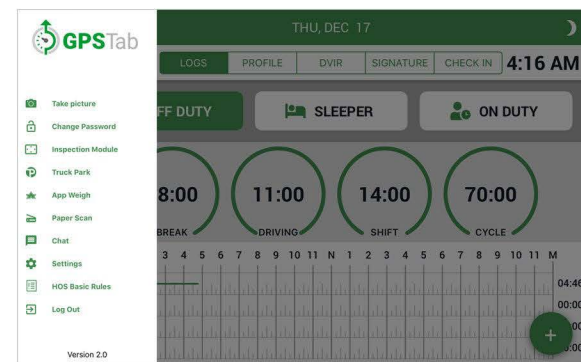 GPSTab
THU, DEC 17
LOGS PROFILE DVIR SIGNATURE CHECK IN 4:16 AM
FF DUTY SLEEPER ON DUTY
Take picture
Change Password
Inspection Module
Truck Park
App Weigh
Paper Scan
Chat
Settings
HOS Basic Rules
Log Out
Version 2.0
8:00 11:00 14:00 70:00
BREAK DRIVING SHIFT CYCLE
3 4 5 6 7 8 9 10 11 N 1 2 3 4 5 6 7 8 9 10 11 M
04:46
00:00
+